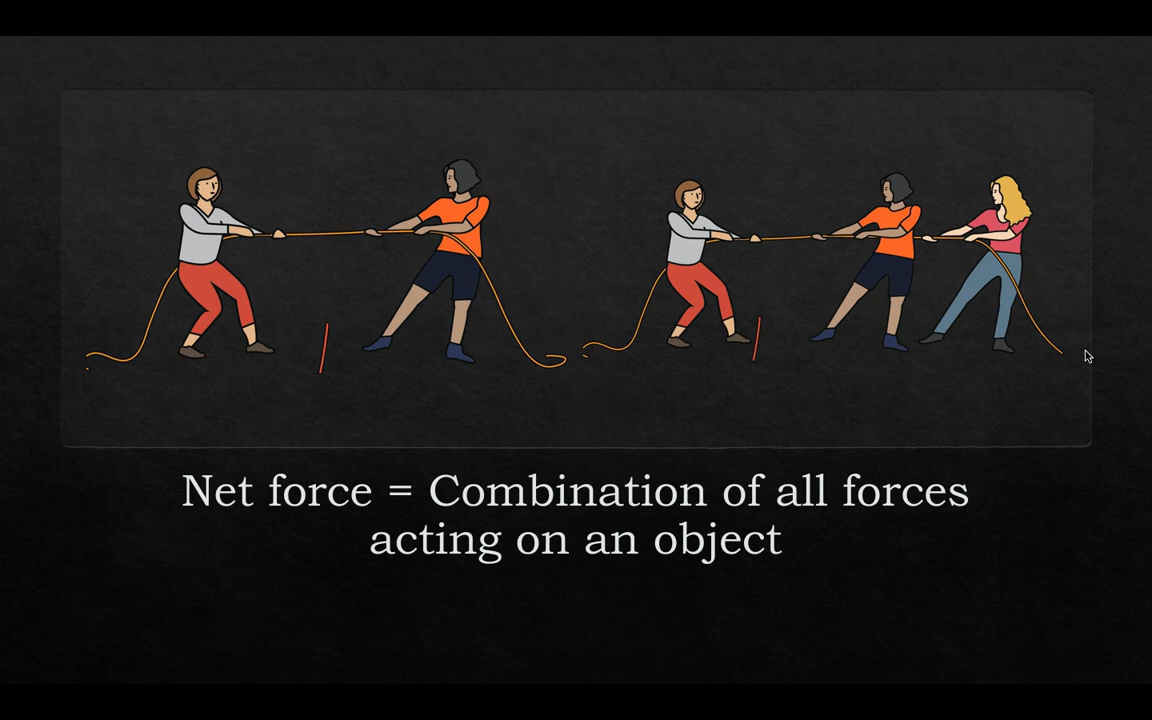 Net force = Combination of all forces
acting on an object